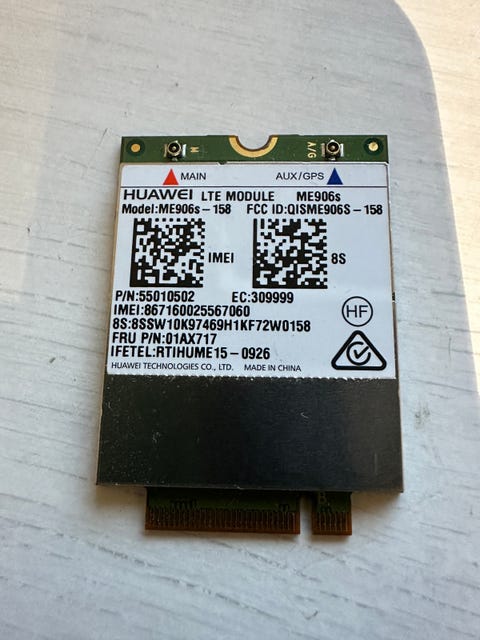 M A/G
MAIN AUX/GPS
HUAWEI LTE MODULE ME906s
Model:ME906s-158 FCC ID:QISME906S-158
IMEI 8S
P/N:55010502 EC:309999
IMEI:867160025567060
8S:8SSW10K97469H1KF72W0158
FRU P/N:01AX717
IFETEL:RTIHUME15-0926
HF
HUAWEI TECHNOLOGIES CO., LTD. MADE IN CHINA